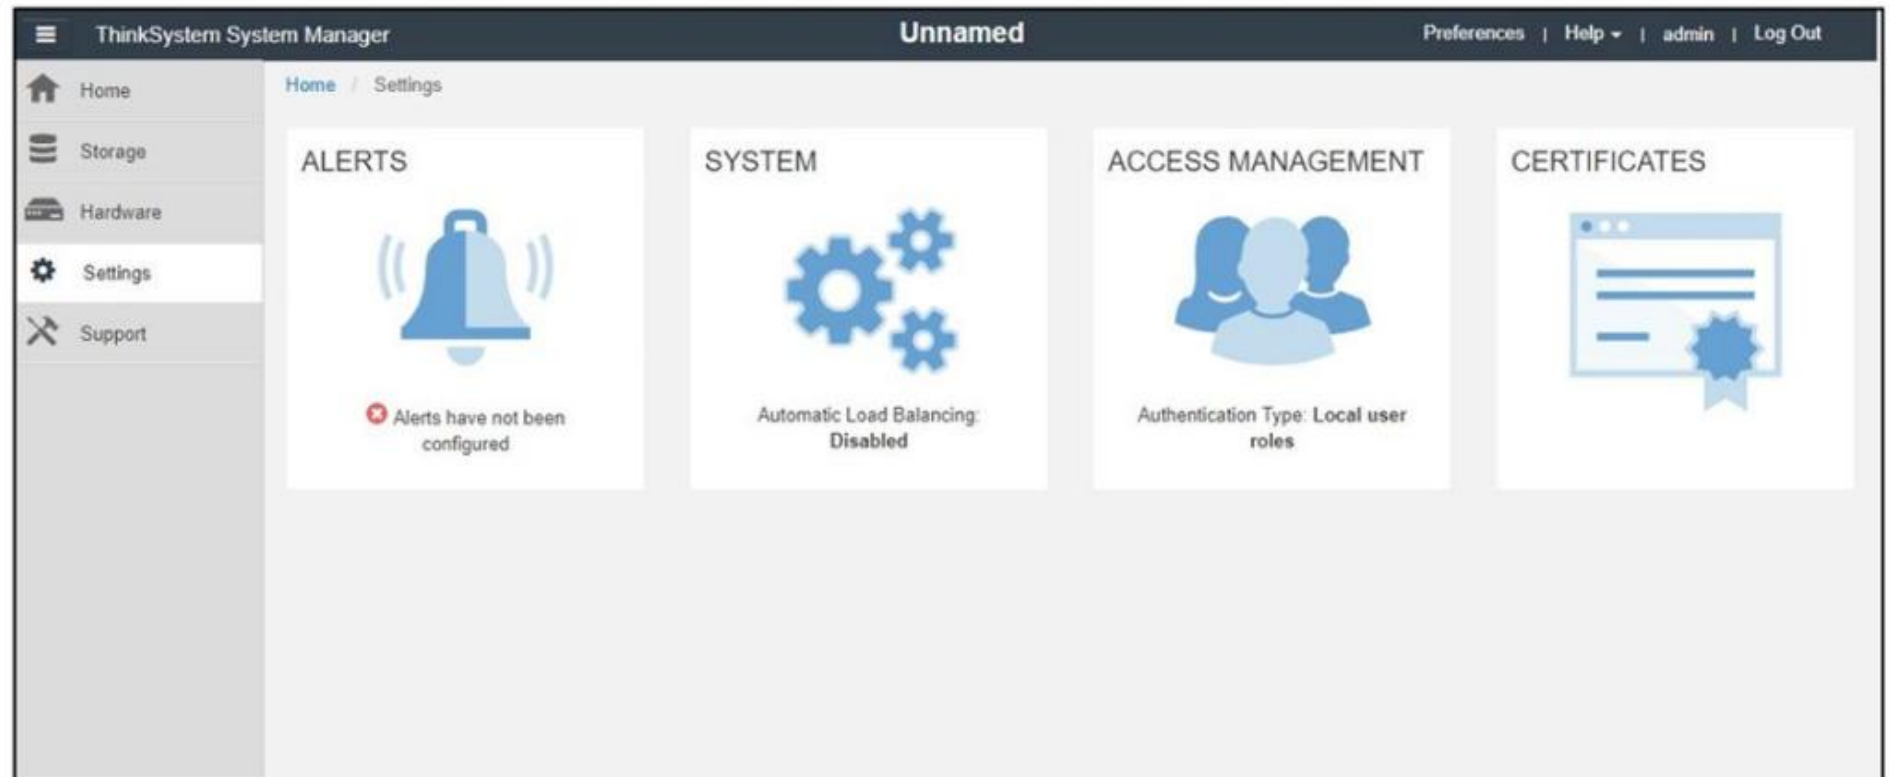 ThinkSystem System Manager
Unnamed
Preferences | Help | admin | Log Out
Home
Storage
Hardware
Settings
Support
Home / Settings
ALERTS
Alerts have not been
configured
SYSTEM
Automatic Load Balancing:
Disabled
ACCESS MANAGEMENT
Authentication Type: Local user
roles
CERTIFICATES